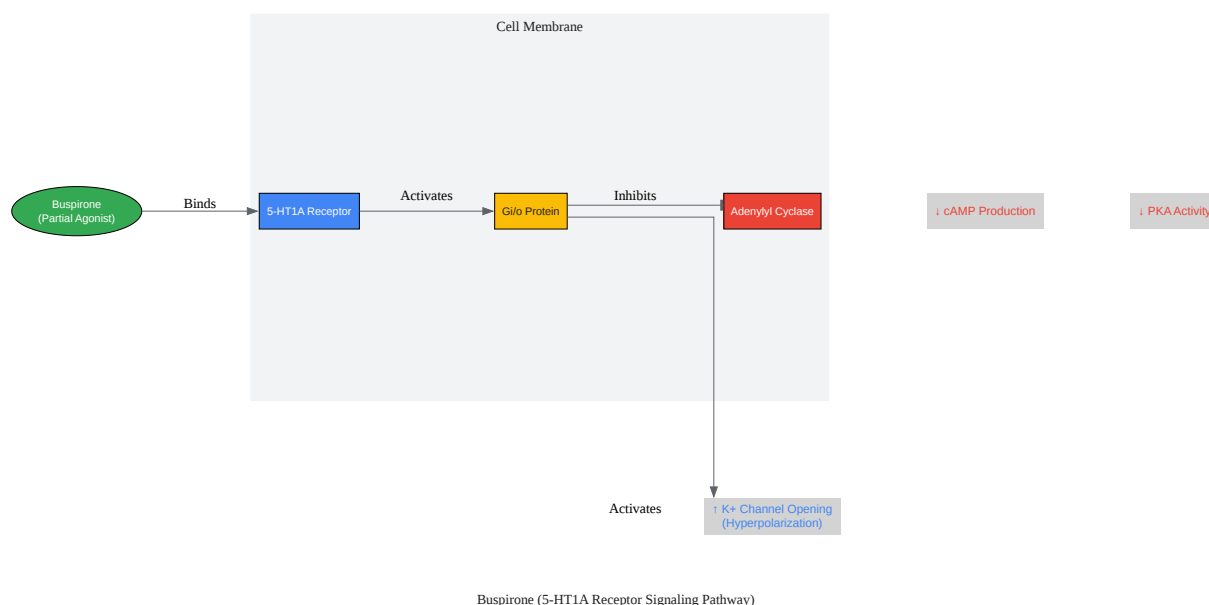 Cell Membrane
Buspirone
(Partial Agonist)
Binds
5-HT1A Receptor
Activates
Gi/o Protein
Inhibits
Adenylyl Cyclase
↓ cAMP Production
↓ PKA Activity
Activates
↑ K+ Channel Opening
(Hyperpolarization)
Buspirone (5-HT1A Receptor Signaling Pathway)